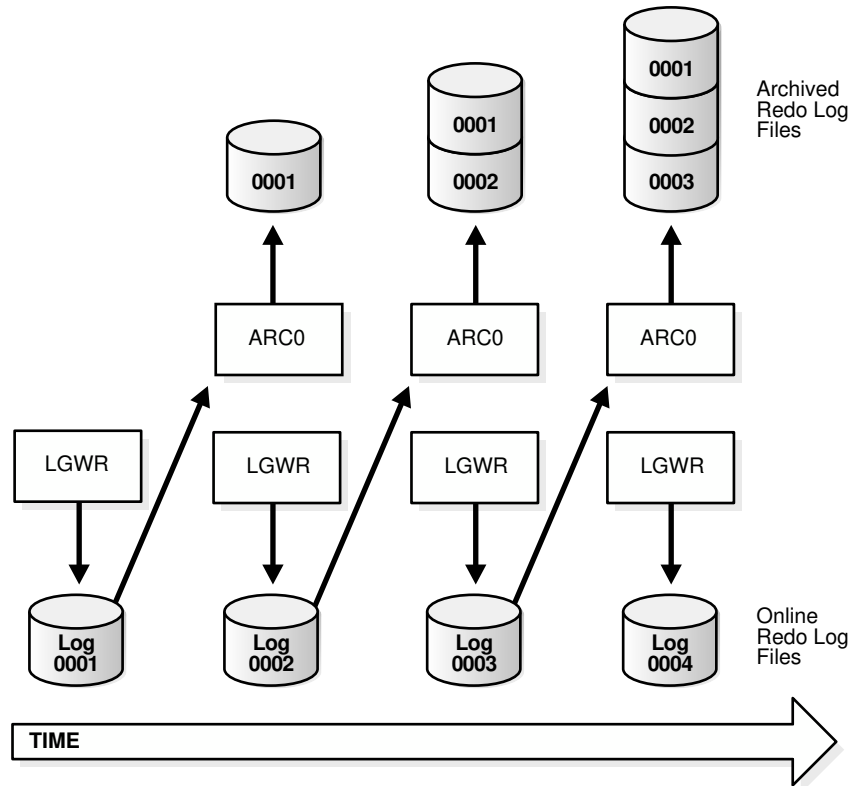 0001
0001
0002
0001
0002
0003
Archived
Redo Log
Files
ARC0
ARC0
ARC0
LGWR
LGWR
LGWR
LGWR
Log
0001
Log
0002
Log
0003
Log
0004
Online
Redo Log
Files
TIME